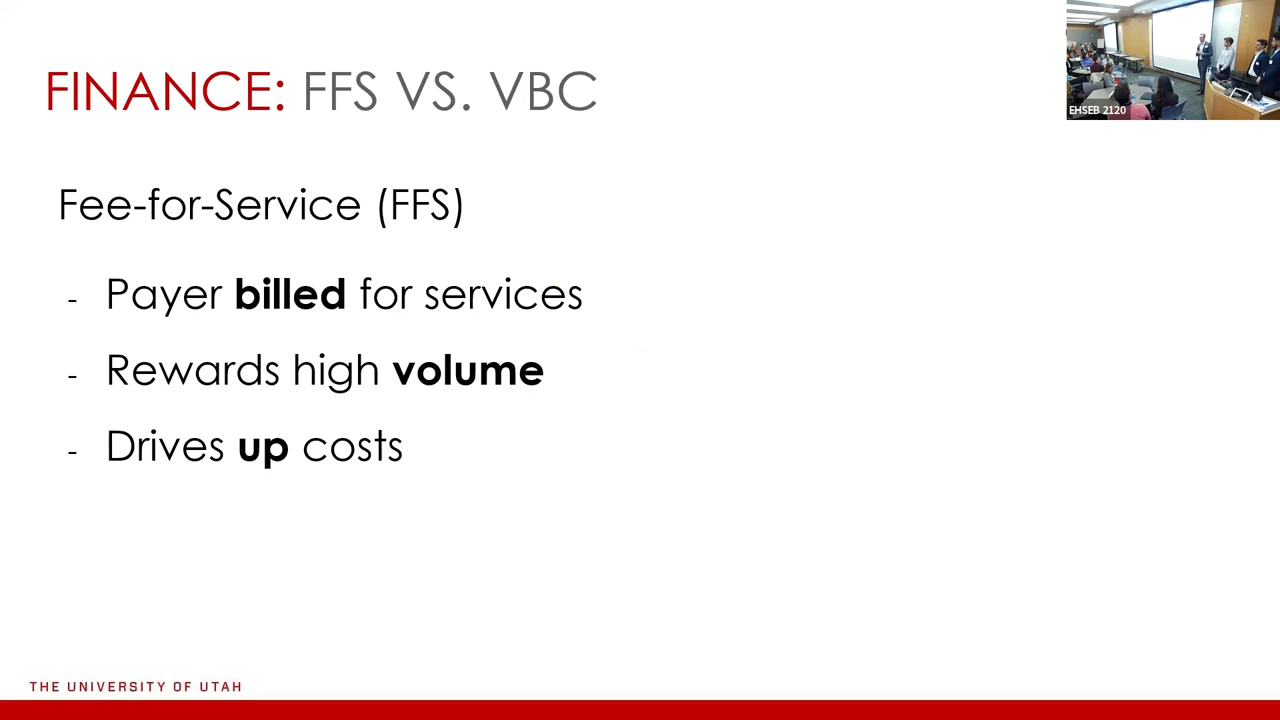 FINANCE: FFS VS. VBC
EHSEB 2120
Fee-for-Service (FFS)
- Payer billed for services
- Rewards high volume
- Drives up costs
THE UNIVERSITY OF UTAH